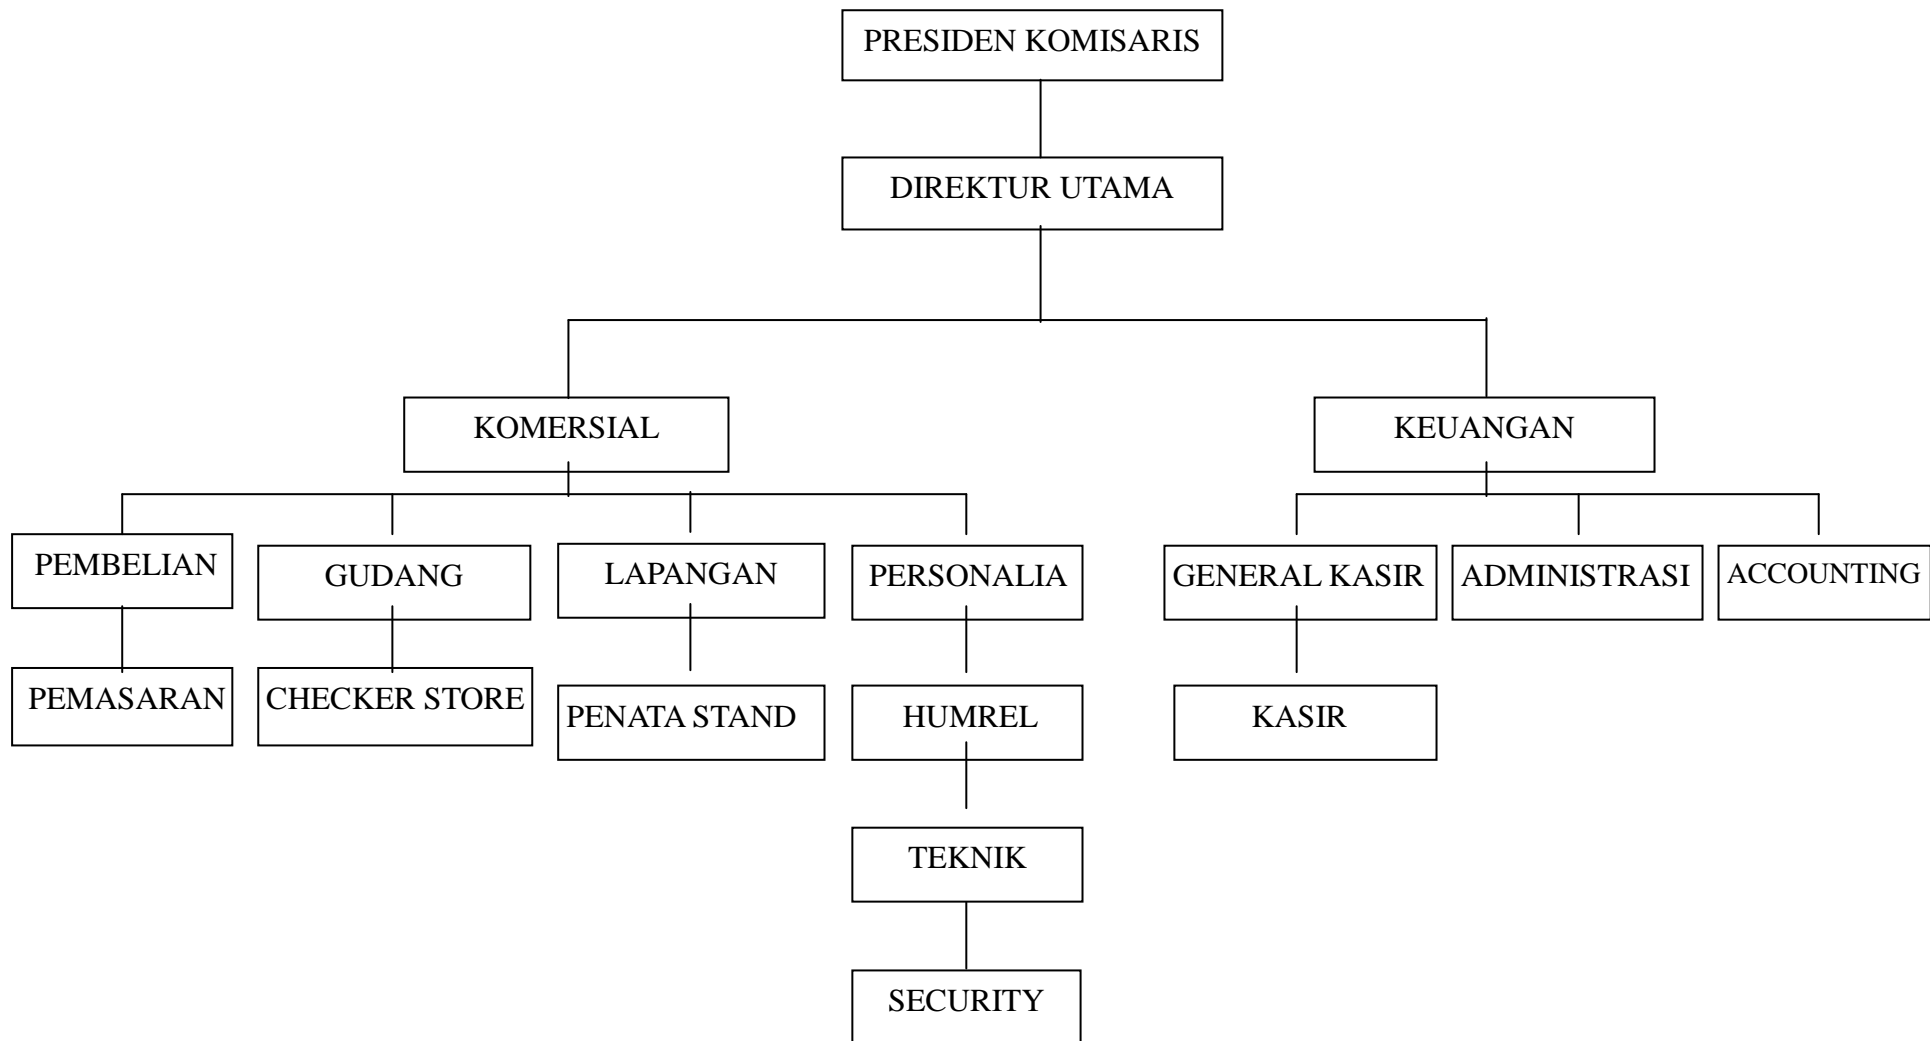 PRESIDEN KOMISARIS
DIREKTUR UTAMA
KOMERSIAL
KEUANGAN
PEMBELIAN
GUDANG
LAPANGAN
PERSONALIA
GENERAL KASIR
ADMINISTRASI
ACCOUNTING
PEMASARAN
CHECKER STORE
PENATA STAND
HUMREL
KASIR
TEKNIK
SECURITY